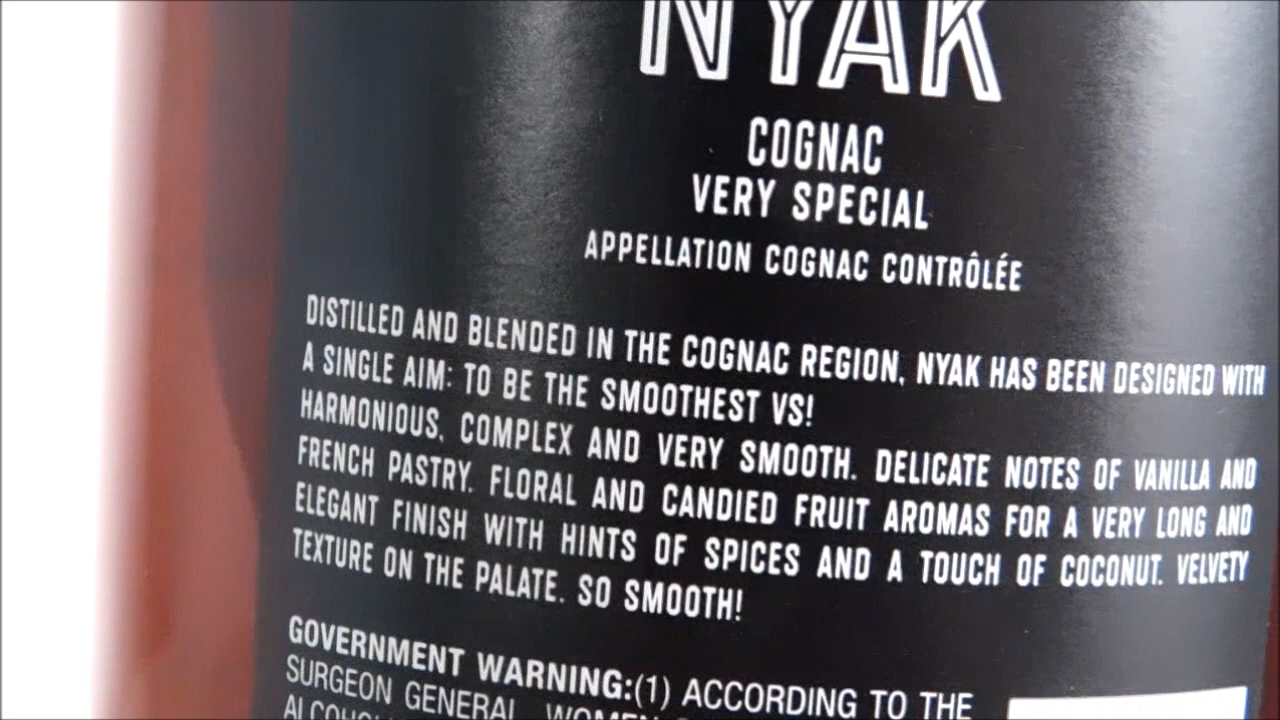 NYAK
COGNAC
VERY SPECIAL
APPELLATION COGNAC CONTRÔLÉE
DISTILLED AND BLENDED IN THE COGNAC REGION, NYAK HAS BEEN DESIGNED WITH
A SINGLE AIM: TO BE THE SMOOTHEST VS!
HARMONIOUS, COMPLEX AND VERY SMOOTH. DELICATE NOTES OF VANILLA AND
FRENCH PASTRY. FLORAL AND CANDIED FRUIT AROMAS FOR A VERY LONG AND
ELEGANT FINISH WITH HINTS OF SPICES AND A TOUCH OF COCONUT. VELVETY
TEXTURE ON THE PALATE. SO SMOOTH!
GOVERNMENT WARNING:(1) ACCORDING TO THE
SURGEON GENERAL, WOMEN